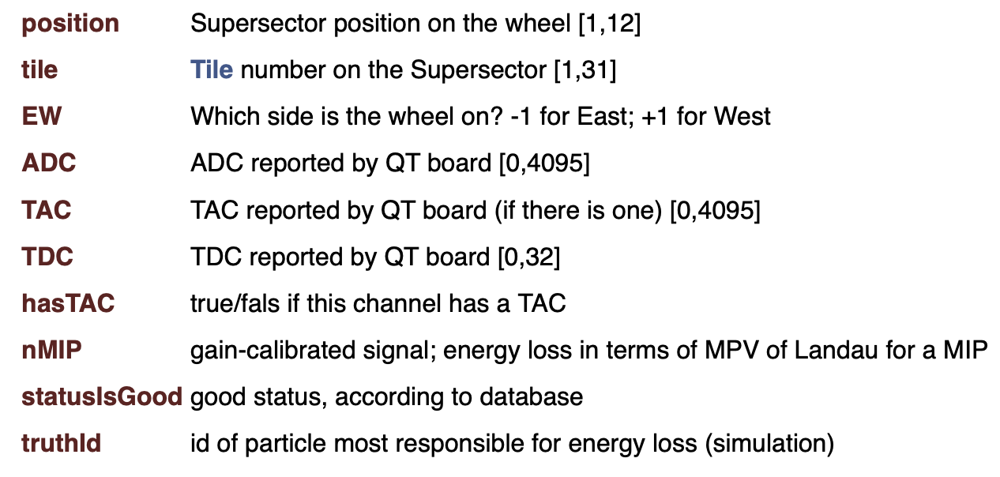 position Supersector position on the wheel [1,12]
tile Tile number on the Supersector [1,31]
EW Which side is the wheel on? -1 for East; +1 for West
ADC ADC reported by QT board [0,4095]
TAC TAC reported by QT board (if there is one) [0,4095]
TDC TDC reported by QT board [0,32]
hasTAC true/fals if this channel has a TAC
nMIP gain-calibrated signal; energy loss in terms of MPV of Landau for a MIP
statusIsGood good status, according to database
truthId id of particle most responsible for energy loss (simulation)